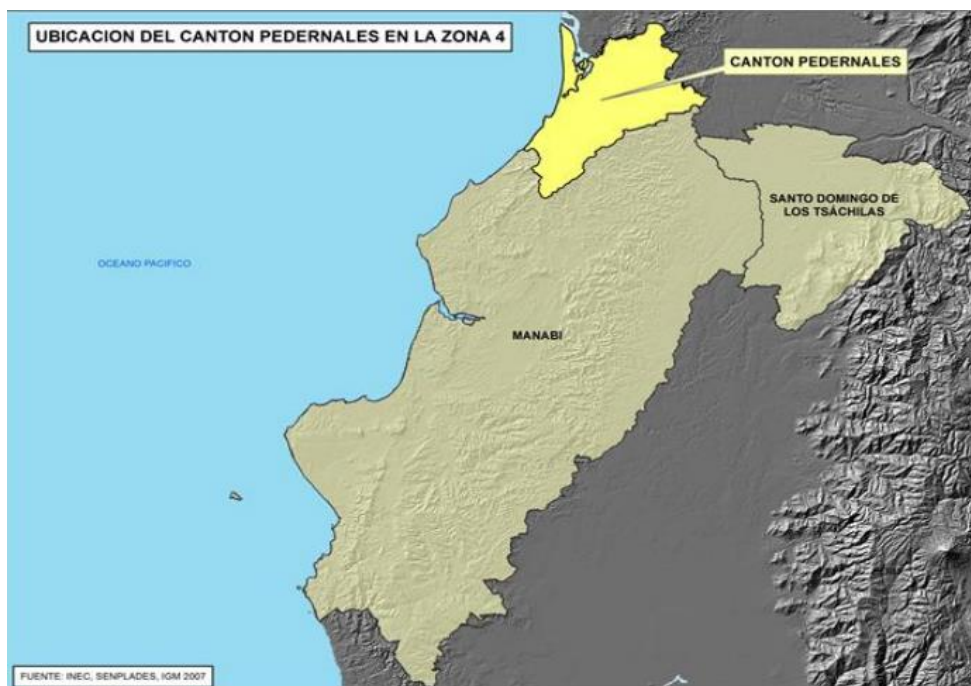 UBICACION DEL CANTON PEDERNALES EN LA ZONA 4
CANTON PEDERNALES
SANTO DOMINGO DE
LOS TSÁCHILAS
OCEANO PACIFICO
MANABI
FUENTE: INEC, SENPLADES, IGM 2007